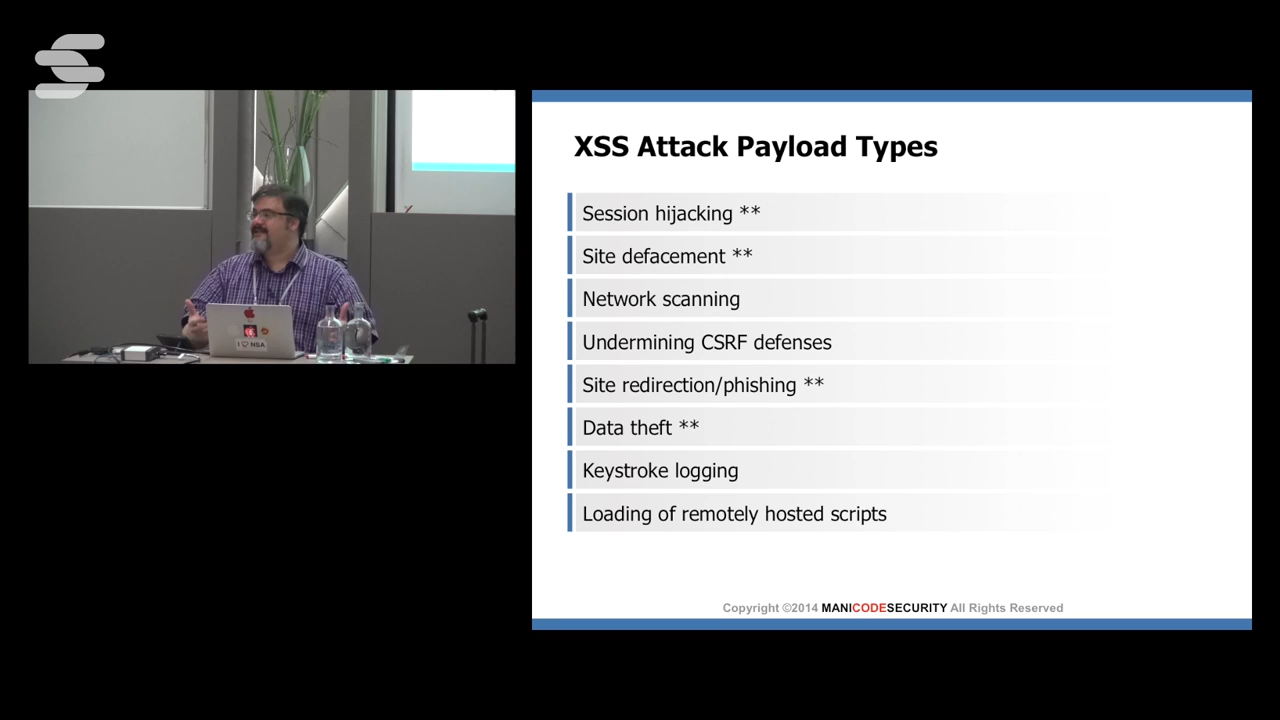 XSS Attack Payload Types
Session hijacking **
Site defacement **
Network scanning
Undermining CSRF defenses
Site redirection/phishing **
Data theft **
Keystroke logging
Loading of remotely hosted scripts
Copyright ©2014 MANICODESECURITY All Rights Reserved
I ♡ NSA